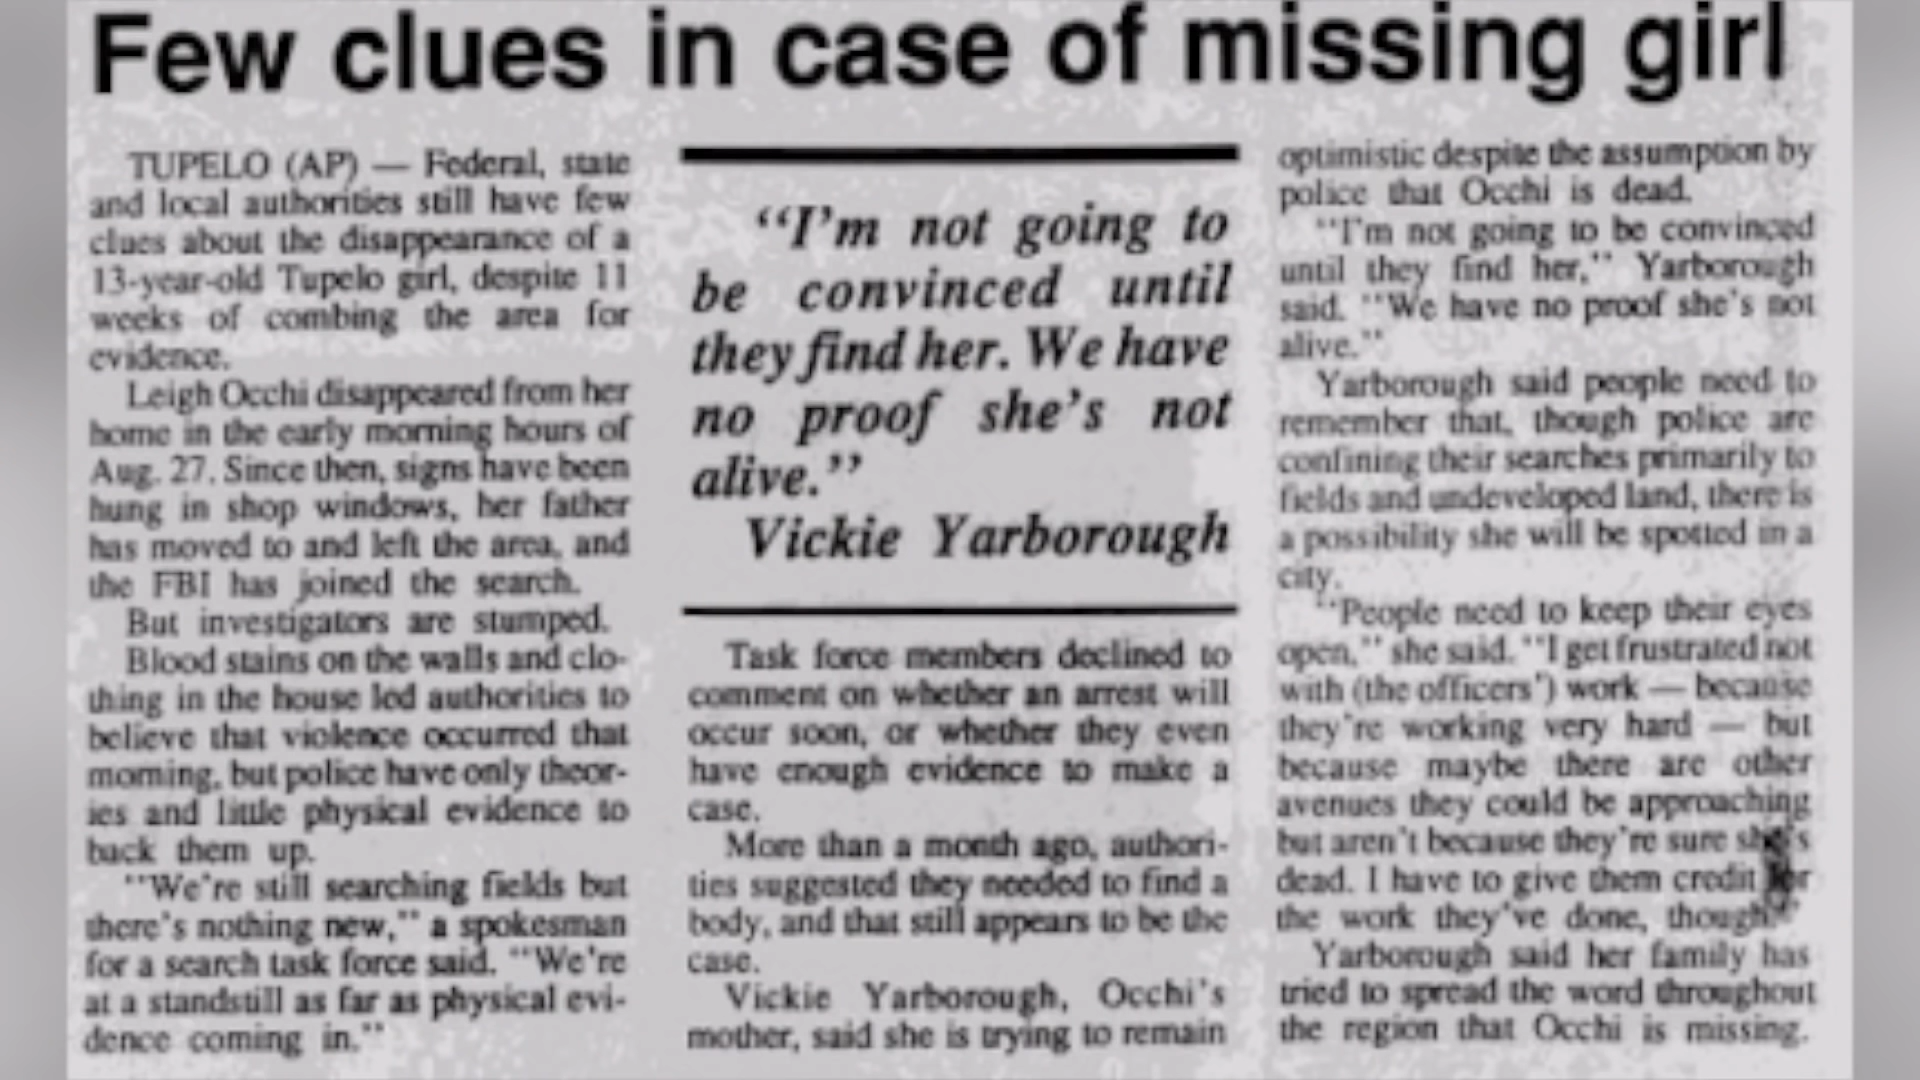 Few clues in case of missing girl
TUPELO (AP) — Federal, state
and local authorities still have few
clues about the disappearance of a
13-year-old Tupelo girl, despite 11
weeks of combing the area for
evidence.
Leigh Occhi disappeared from her
home in the early morning hours of
Aug. 27. Since then, signs have been
hung in shop windows, her father
has moved to and left the area, and
the FBI has joined the search.
But investigators are stumped.
Blood stains on the walls and clo-
thing in the house led authorities to
believe that violence occurred that
morning, but police have only theor-
ies and little physical evidence to
back them up.
"We're still searching fields but
there's nothing new," a spokesman
for a search task force said. "We're
at a standstill as far as physical evi-
dence coming in."
"I'm not going to
be convinced until
they find her. We have
no proof she's not
alive."
Vickie Yarborough
Task force members declined to
comment on whether an arrest will
occur soon, or whether they even
have enough evidence to make a
case.
More than a month ago, authori-
ties suggested they needed to find a
body, and that still appears to be the
case.
Vickie Yarborough, Occhi's
mother, said she is trying to remain
optimistic despite the assumption by
police that Occhi is dead.
"I'm not going to be convinced
until they find her," Yarborough
said. "We have no proof she's not
alive."
Yarborough said people need to
remember that, though police are
confining their searches primarily to
fields and undeveloped land, there is
a possibility she will be spotted in a
city.
"People need to keep their eyes
open," she said. "I get frustrated not
with (the officers') work — because
they're working very hard — but
because maybe there are other
avenues they could be approaching
but aren't because they're sure she's
dead. I have to give them credit for
the work they've done, though."
Yarborough said her family has
tried to spread the word throughout
the region that Occhi is missing.